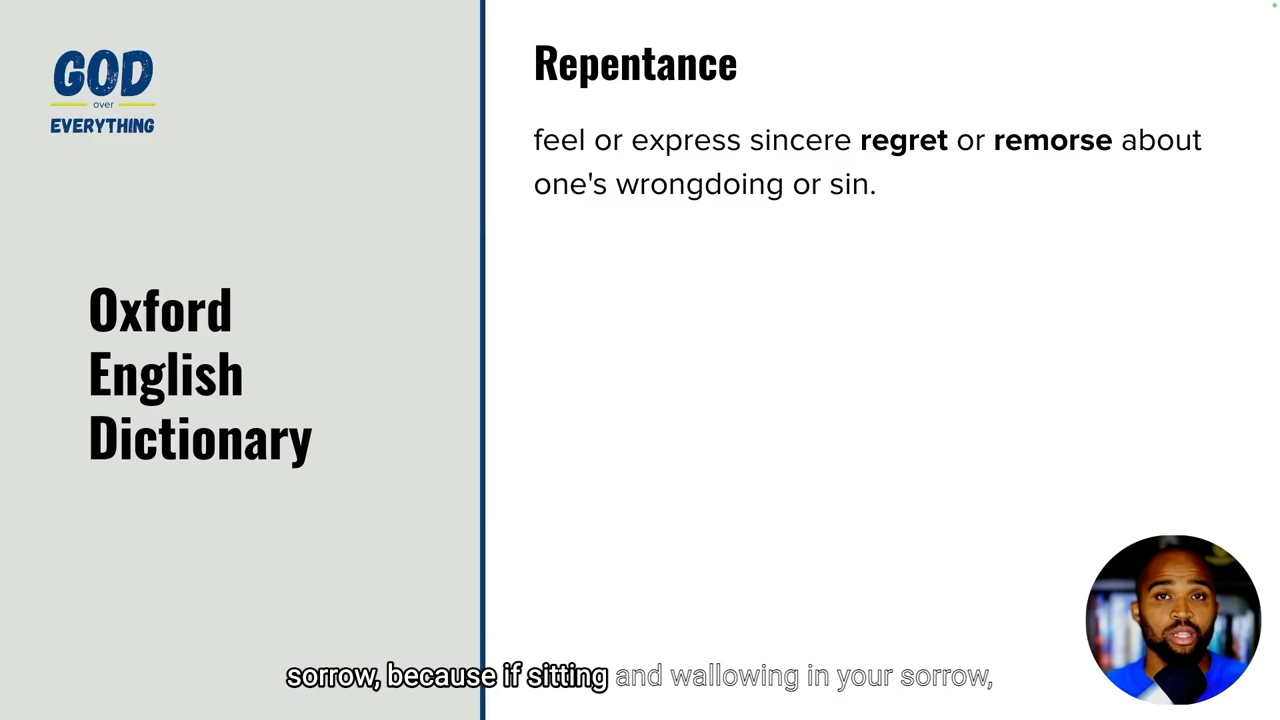 GOD
over
EVERYTHING
Oxford
English
Dictionary
Repentance
feel or express sincere regret or remorse about
one's wrongdoing or sin.
sorrow, because if sitting and wallowing in your sorrow,